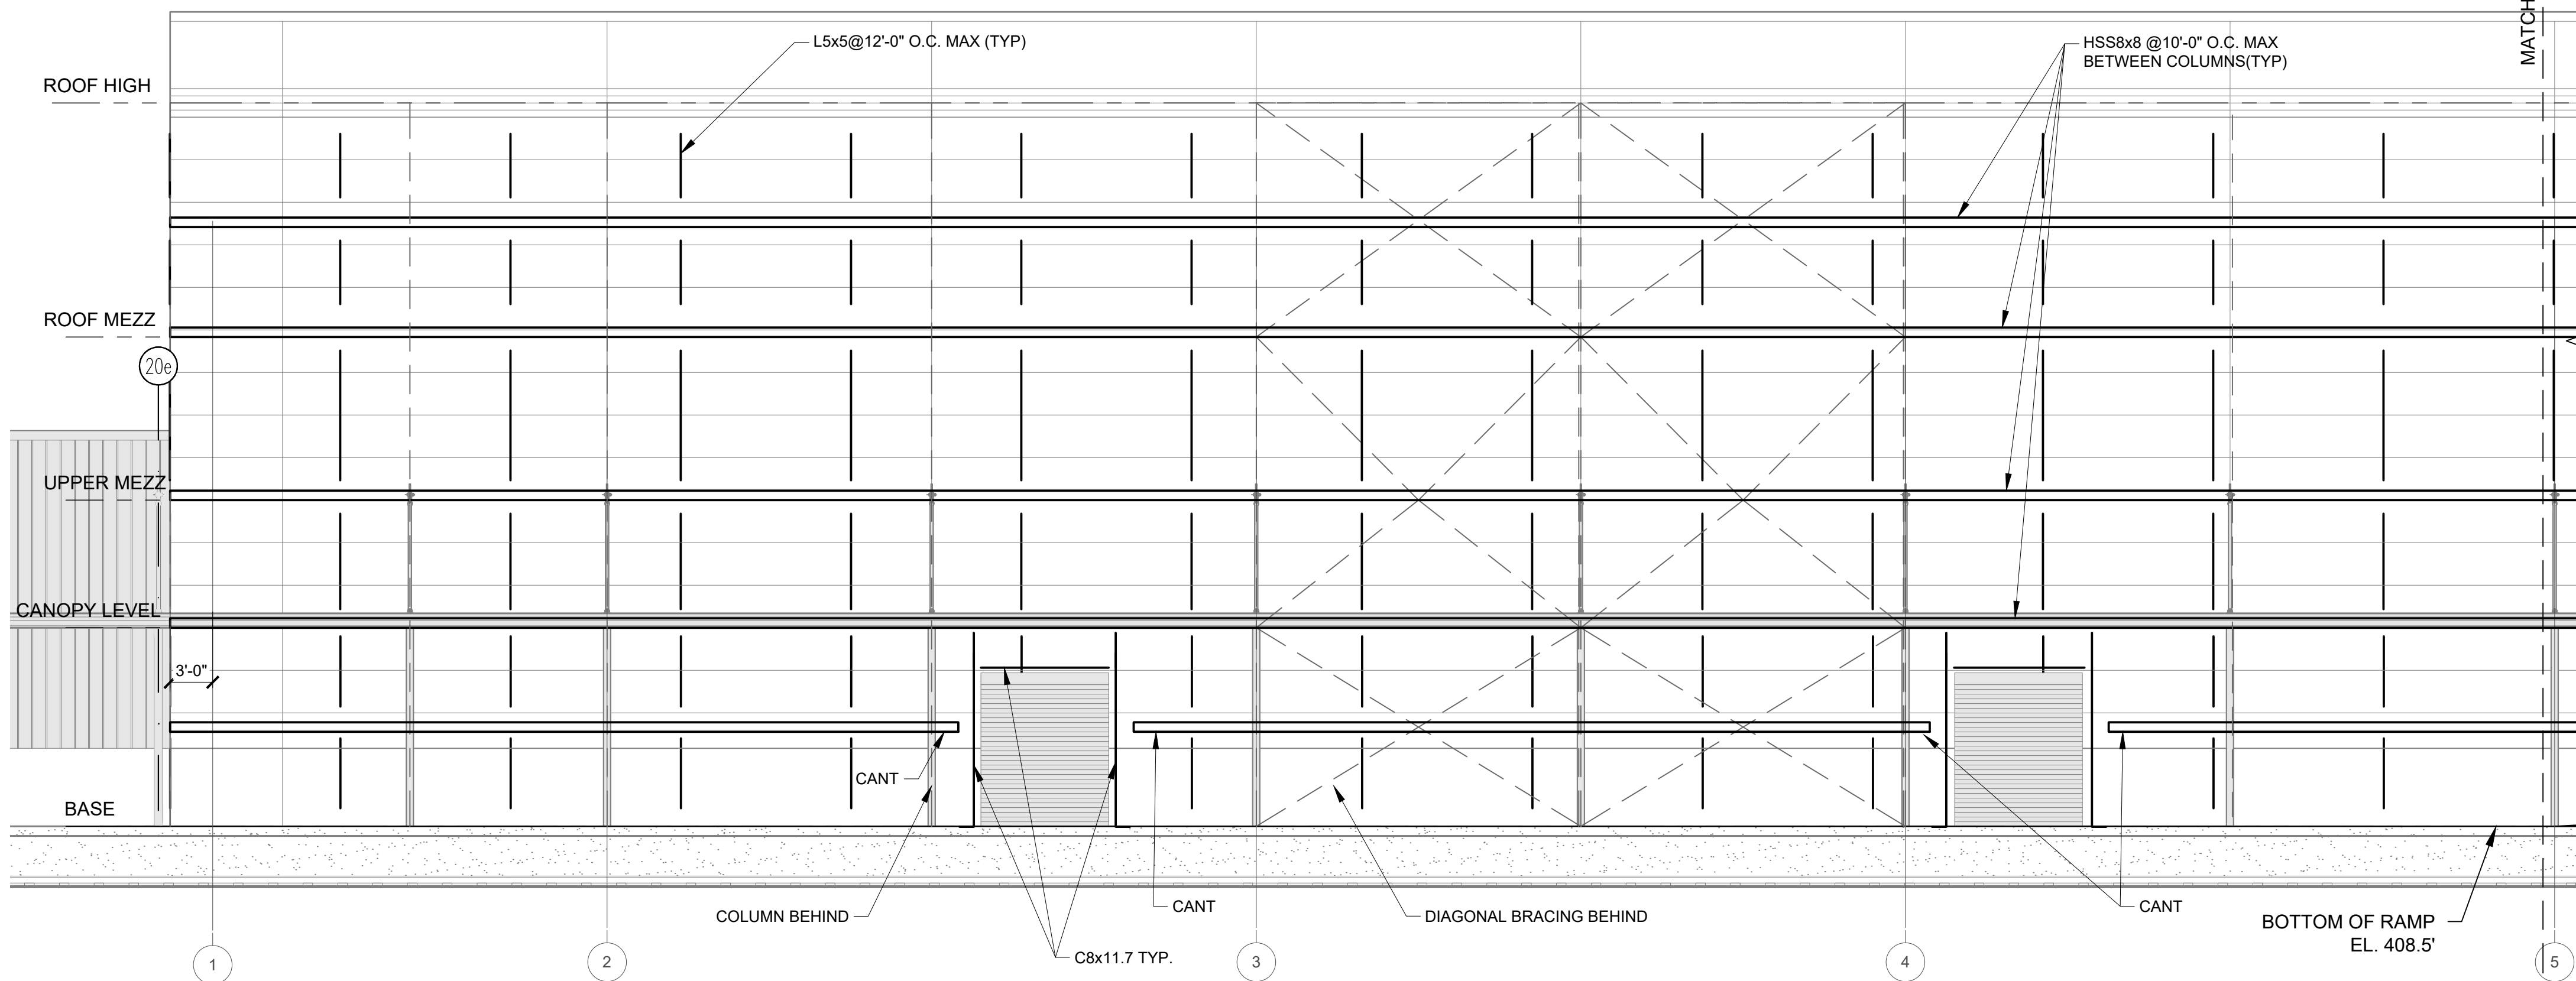 MATCH
L5x5@12'-0" O.C. MAX (TYP)
HSS8x8 @10'-0" O.C. MAX
BETWEEN COLUMNS(TYP)
ROOF HIGH
ROOF MEZZ
20e
UPPER MEZZ
CANOPY LEVEL
3'-0"
CANT
BASE
COLUMN BEHIND
CANT
DIAGONAL BRACING BEHIND
CANT
BOTTOM OF RAMP
EL. 408.5'
C8x11.7 TYP.
1
2
3
4
5